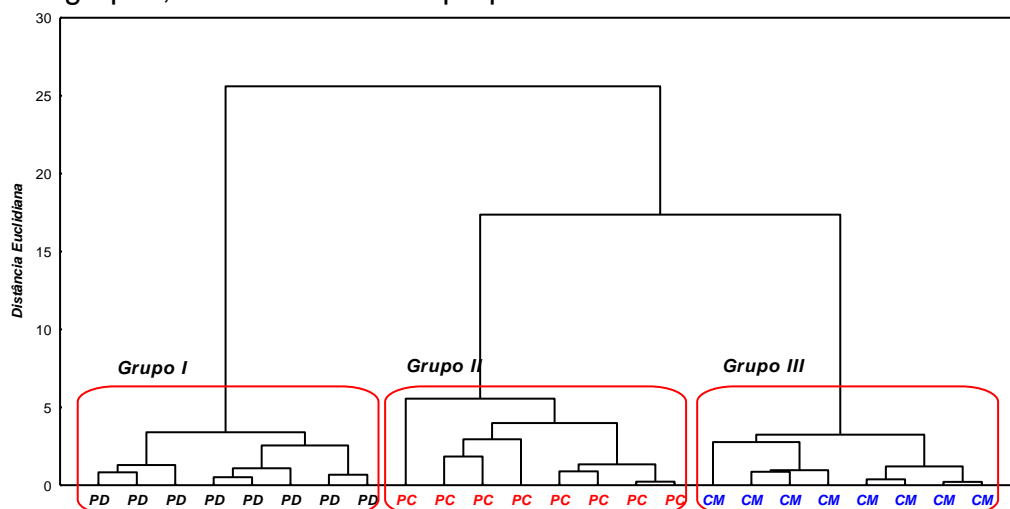 30
25
20
15
10
5
0
Distância Euclidiana
Grupo I
Grupo II
Grupo III
PD PD PD PD PD PD PD PD PC PC PC PC PC PC PC PC CM CM CM CM CM CM CM CM